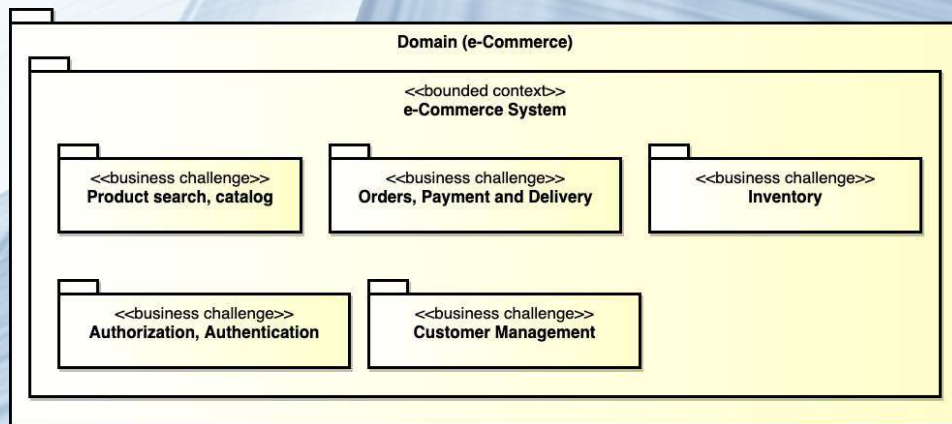 Domain (e-Commerce)
<<bounded context>>
e-Commerce System
<<business challenge>>
Product search, catalog
<<business challenge>>
Orders, Payment and Delivery
<<business challenge>>
Inventory
<<business challenge>>
Authorization, Authentication
<<business challenge>>
Customer Management